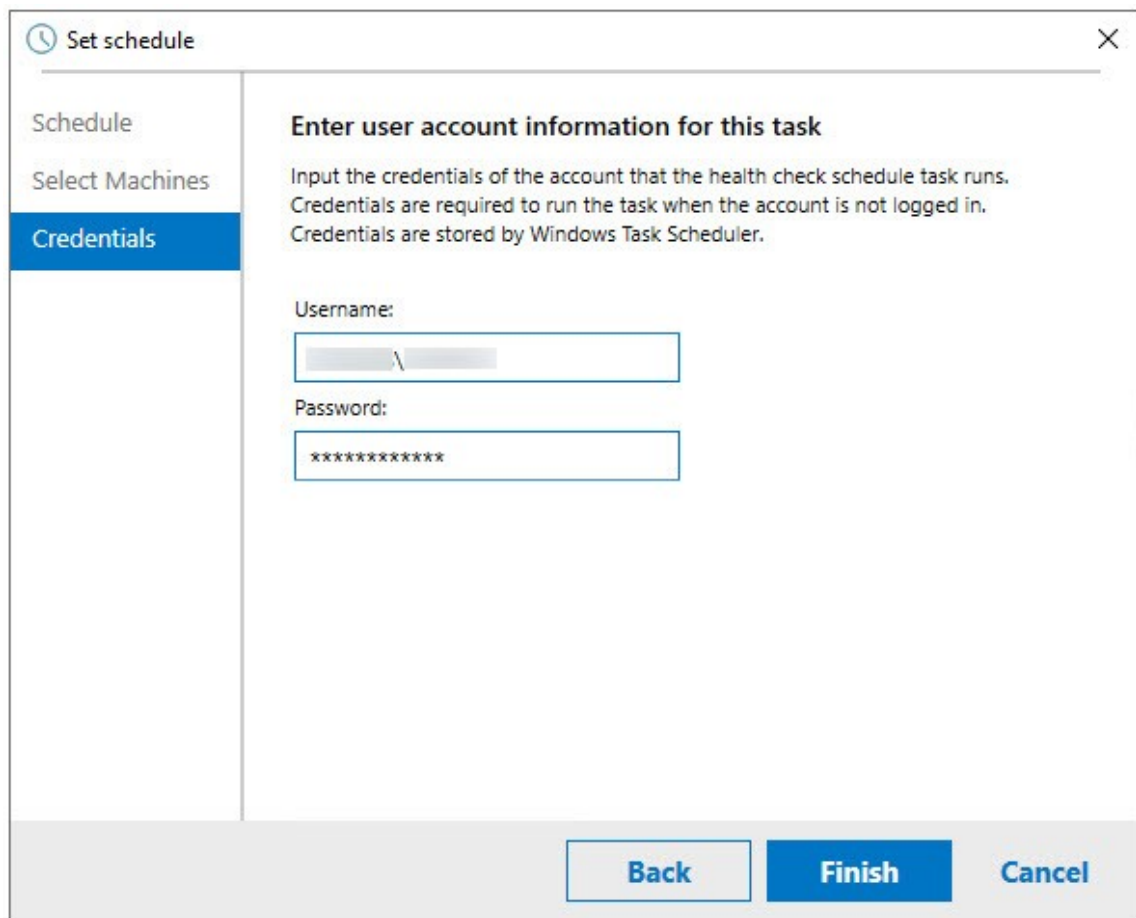 Set schedule
Schedule
Select Machines
Credentials
Enter user account information for this task
Input the credentials of the account that the health check schedule task runs.
Credentials are required to run the task when the account is not logged in.
Credentials are stored by Windows Task Scheduler.
Username:
\
Password:
************
Back
Finish
Cancel